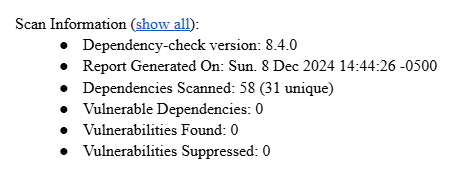 Scan Information (show all):
● Dependency-check version: 8.4.0
● Report Generated On: Sun. 8 Dec 2024 14:44:26 -0500
● Dependencies Scanned: 58 (31 unique)
● Vulnerable Dependencies: 0
● Vulnerabilities Found: 0
● Vulnerabilities Suppressed: 0